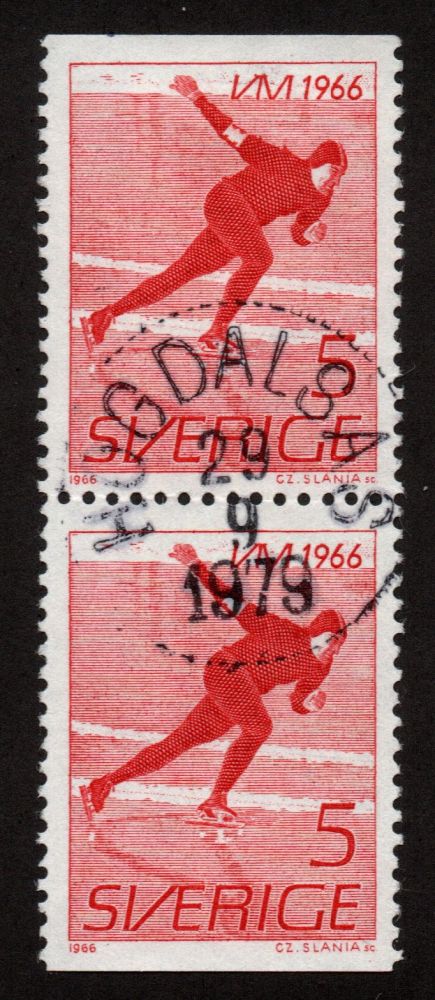 VM 1966
5
SVERIGE
1966 CZ. SLANIA sc.
HUGDALSÅS
29
9
1979
VM 1966
5
SVERIGE
1966 CZ. SLANIA sc.